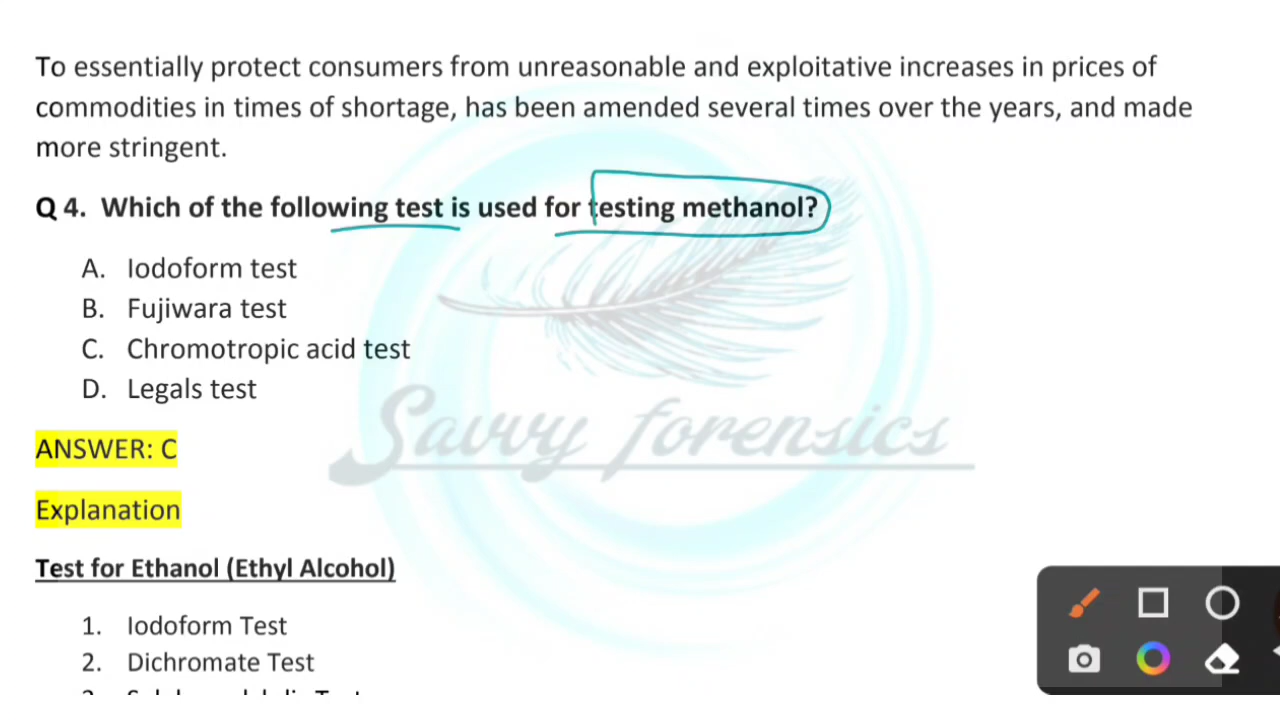 To essentially protect consumers from unreasonable and exploitative increases in prices of
commodities in times of shortage, has been amended several times over the years, and made
more stringent.
Q 4. Which of the following test is used for testing methanol?
A. Iodoform test
B. Fujiwara test
C. Chromotropic acid test
D. Legals test
Savvy forensics
ANSWER: C
Explanation
Test for Ethanol (Ethyl Alcohol)
1. Iodoform Test
2. Dichromate Test